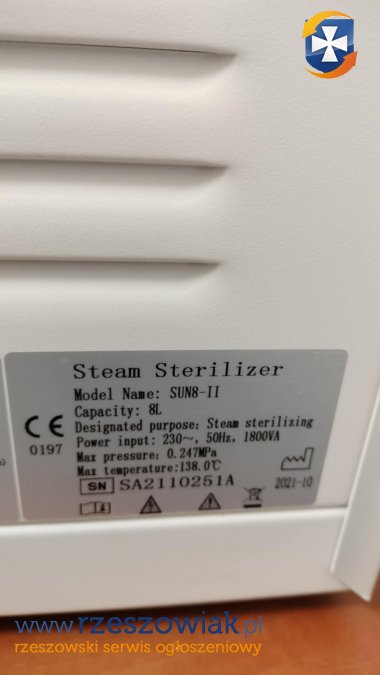 Steam Sterilizer
Model Name: SUN8-II
Capacity: 8L
Designated purpose: Steam sterilizing
Power input: 230～, 50Hz, 1800VA
Max pressure: 0.247MPa
Max temperature:138.0℃
SN SA2110251A
CE
0197
2021-10
www.rzeszowiak.pl
rzeszowski serwis ogłoszeniowy